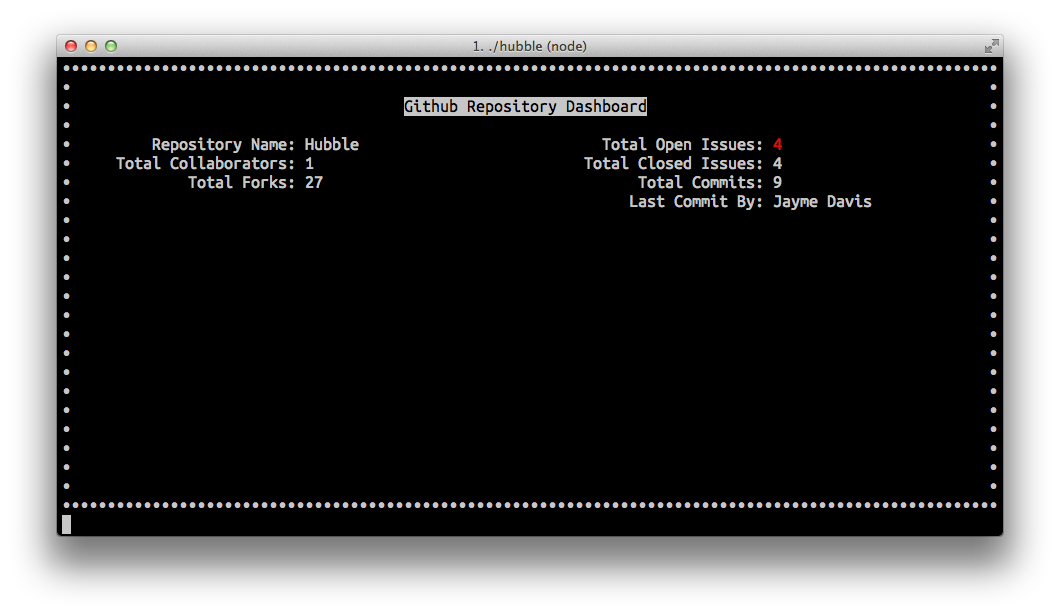 1. ./hubble (node)
Github Repository Dashboard
Repository Name: Hubble
Total Collaborators: 1
Total Forks: 27
Total Open Issues: 4
Total Closed Issues: 4
Total Commits: 9
Last Commit By: Jayme Davis